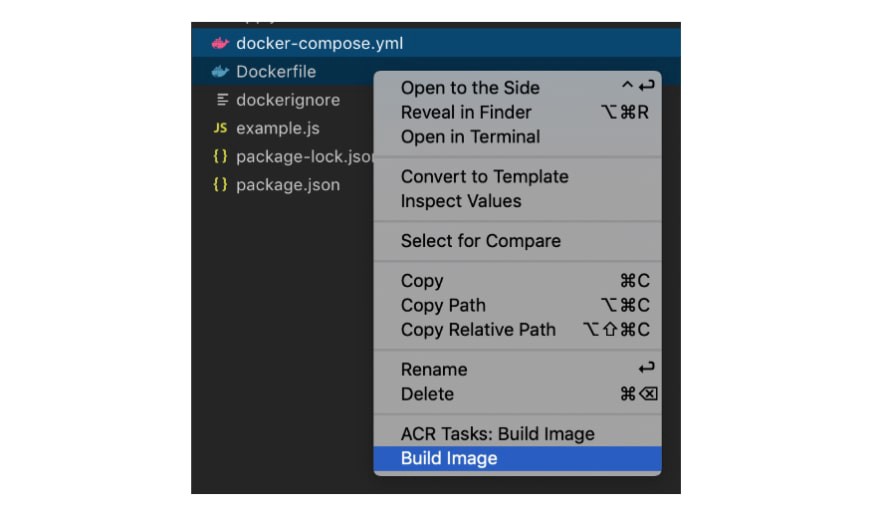 docker-compose.yml
Dockerfile
dockerignore
JS example.js
{} package-lock.json
{} package.json
Open to the Side ^ ↩
Reveal in Finder ⌥⌘R
Open in Terminal
Convert to Template
Inspect Values
Select for Compare
Copy ⌘C
Copy Path ⌥⌘C
Copy Relative Path ⌥⇧⌘C
Rename ↩
Delete ⌘⌫
ACR Tasks: Build Image
Build Image